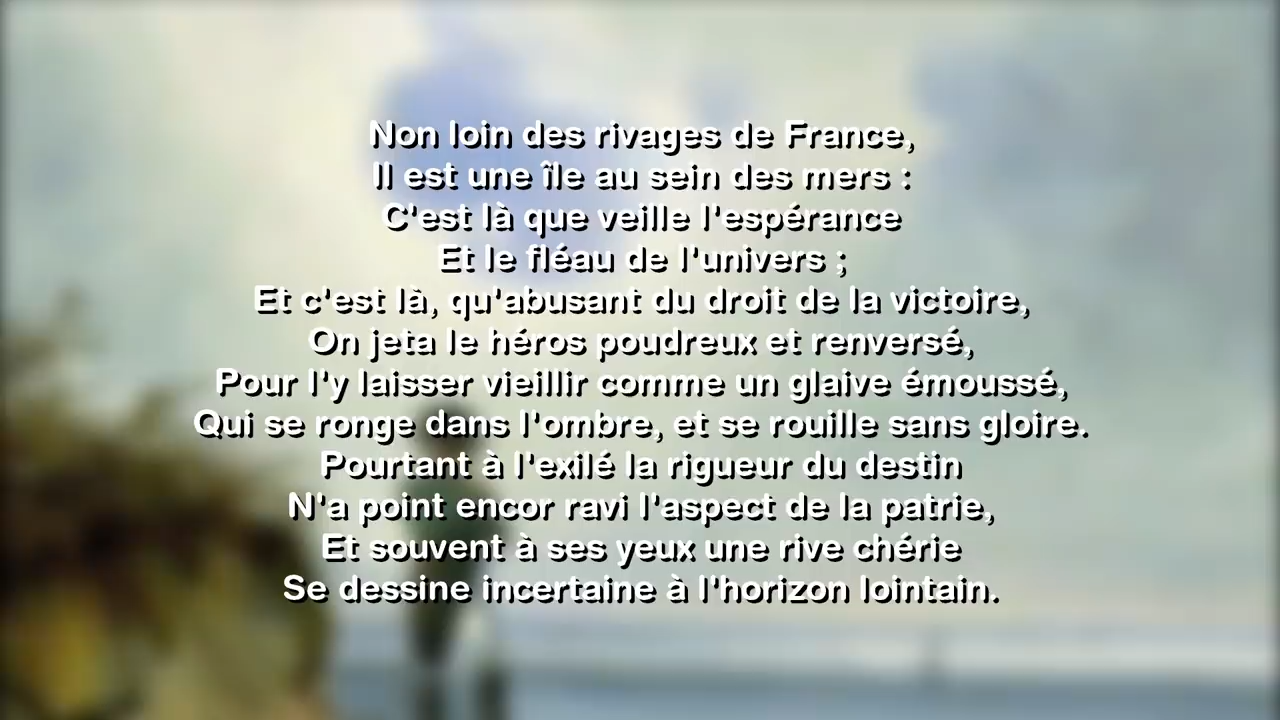 Non loin des rivages de France,
Il est une île au sein des mers :
C'est là que veille l'espérance
Et le fléau de l'univers ;
Et c'est là, qu'abusant du droit de la victoire,
On jeta le héros poudreux et renversé,
Pour l'y laisser vieillir comme un glaive émoussé,
Qui se ronge dans l'ombre, et se rouille sans gloire.
Pourtant à l'exilé la rigueur du destin
N'a point encor ravi l'aspect de la patrie,
Et souvent à ses yeux une rive chérie
Se dessine incertaine à l'horizon lointain.